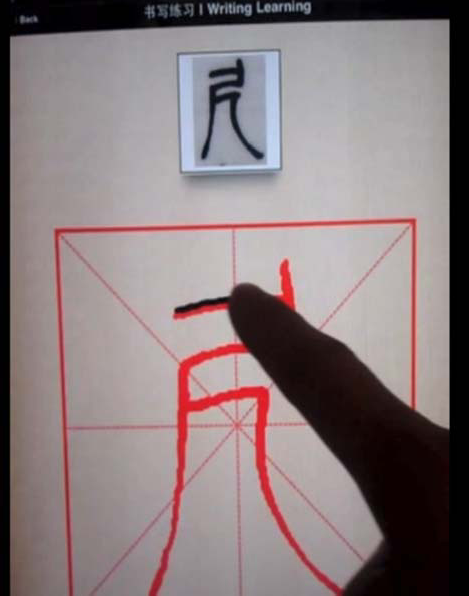 ‹ Back
书写练习 | Writing Learning